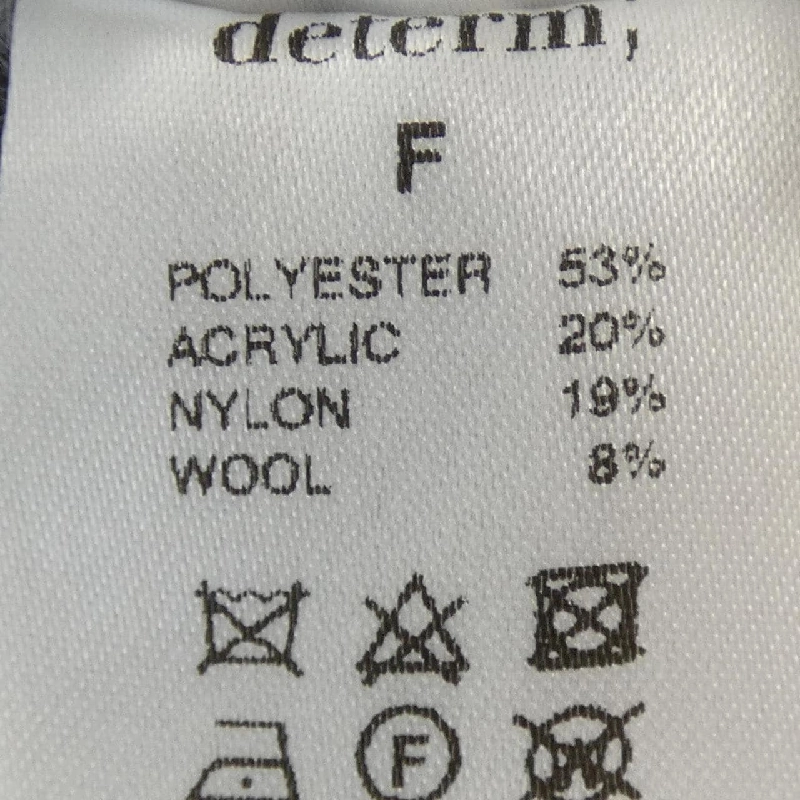 determ;
F
POLYESTER 53%
ACRYLIC 20%
NYLON 19%
WOOL 8%
F W